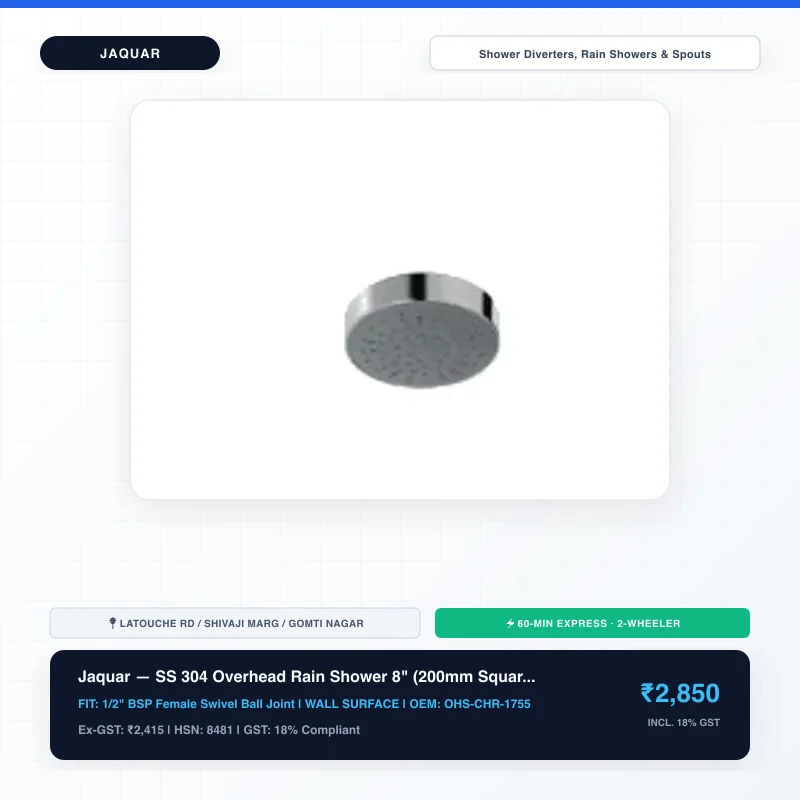 JAQUAR
Shower Diverters, Rain Showers & Spouts
LATOUCHE RD / SHIVAJI MARG / GOMTI NAGAR
60-MIN EXPRESS · 2-WHEELER
Jaquar — SS 304 Overhead Rain Shower 8" (200mm Squar...
FIT: 1/2" BSP Female Swivel Ball Joint | WALL SURFACE | OEM: OHS-CHR-1755
Ex-GST: ₹2,415 | HSN: 8481 | GST: 18% Compliant
₹2,850
INCL. 18% GST